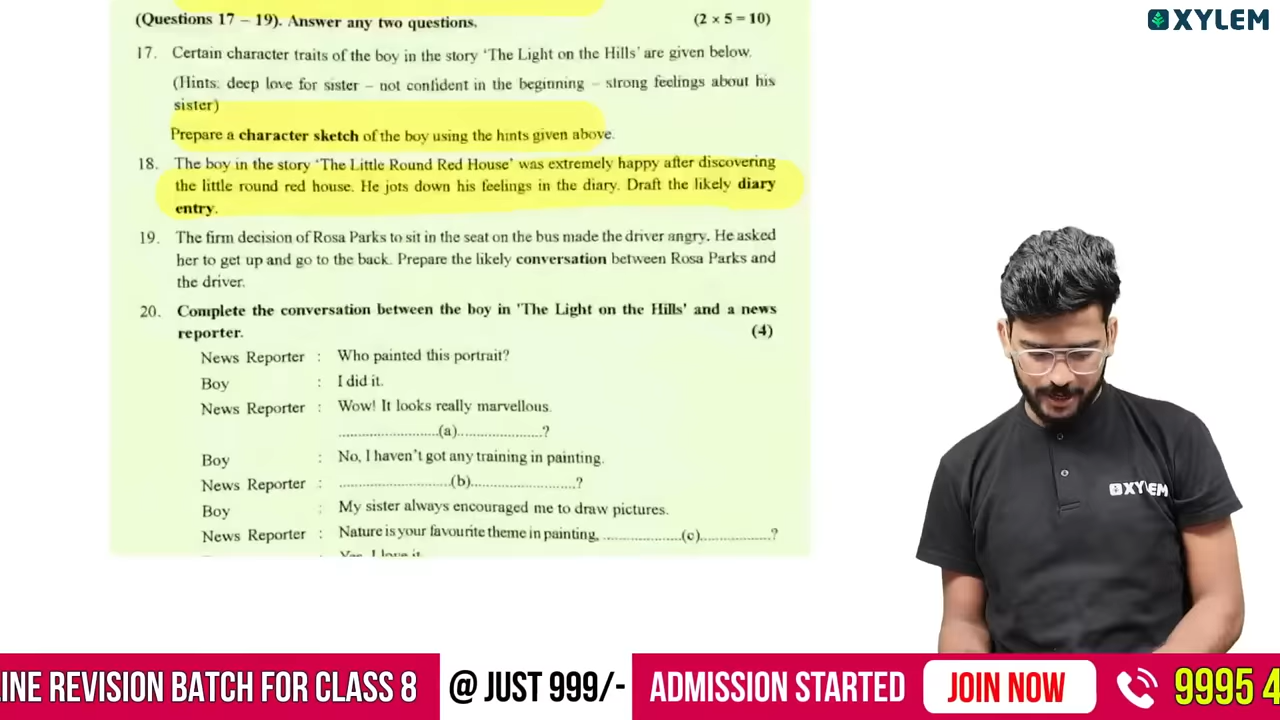 XYLEM
(Questions 17 – 19). Answer any two questions. (2 × 5 = 10)
17. Certain character traits of the boy in the story ‘The Light on the Hills’ are given below.
(Hints: deep love for sister – not confident in the beginning – strong feelings about his
sister)
Prepare a character sketch of the boy using the hints given above.
18. The boy in the story ‘The Little Round Red House’ was extremely happy after discovering
the little round red house. He jots down his feelings in the diary. Draft the likely diary
entry.
19. The firm decision of Rosa Parks to sit in the seat on the bus made the driver angry. He asked
her to get up and go to the back. Prepare the likely conversation between Rosa Parks and
the driver.
20. Complete the conversation between the boy in 'The Light on the Hills' and a news
reporter. (4)
News Reporter : Who painted this portrait?
Boy : I did it.
News Reporter : Wow! It looks really marvellous.
........................(a).....................?
Boy : No, I haven’t got any training in painting.
News Reporter : ...........................(b)..........................?
Boy : My sister always encouraged me to draw pictures.
News Reporter : Nature is your favourite theme in painting, ...................(c)....................?
Yes, I love it.
XYLEM
LINE REVISION BATCH FOR CLASS 8 @ JUST 999/- ADMISSION STARTED JOIN NOW 9995 4